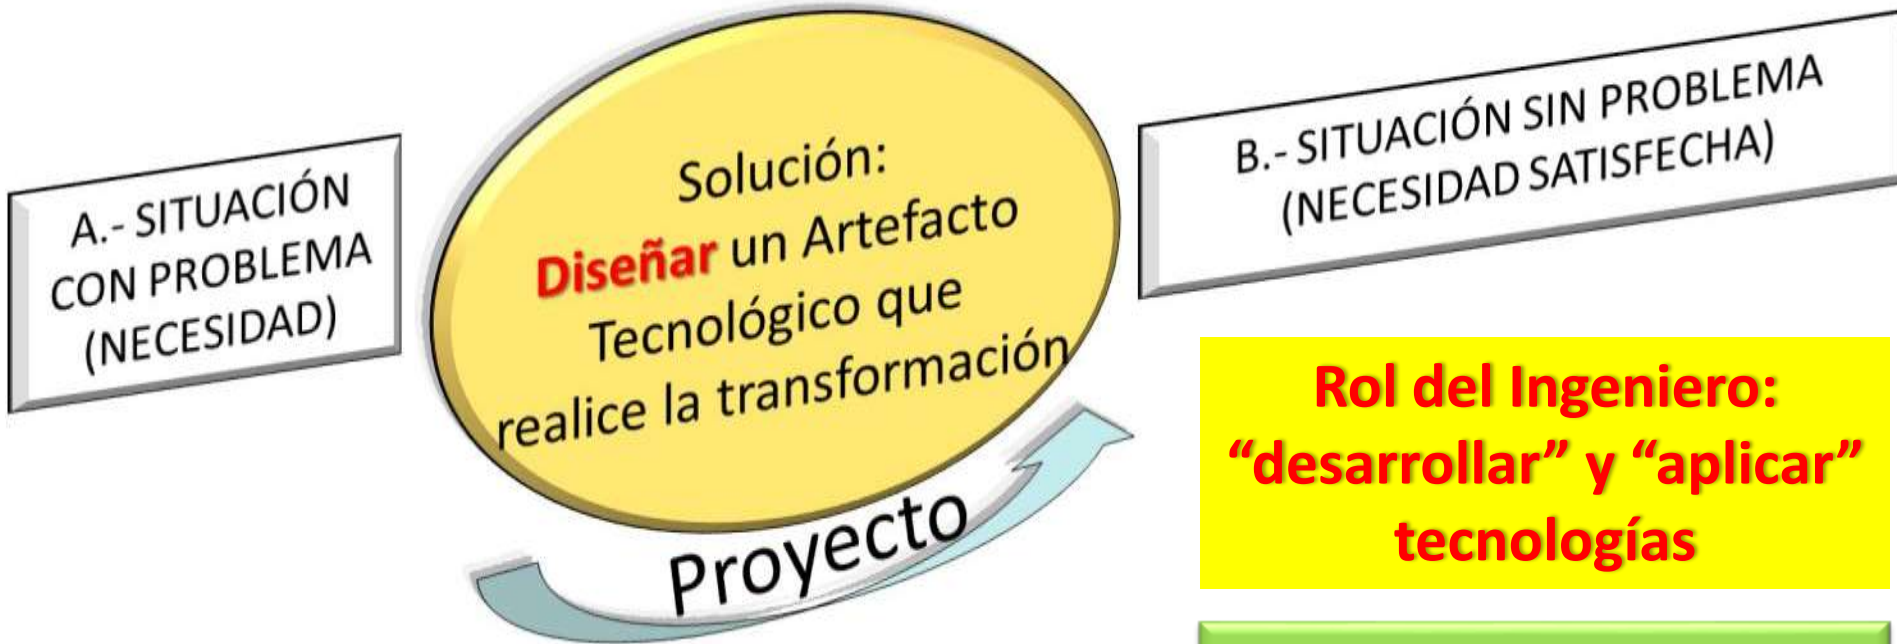 A.- SITUACIÓN
CON PROBLEMA
(NECESIDAD)
Solución:
Diseñar un Artefacto
Tecnológico que
realice la transformación
Proyecto
B.- SITUACIÓN SIN PROBLEMA
(NECESIDAD SATISFECHA)
Rol del Ingeniero:
“desarrollar” y “aplicar”
tecnologías